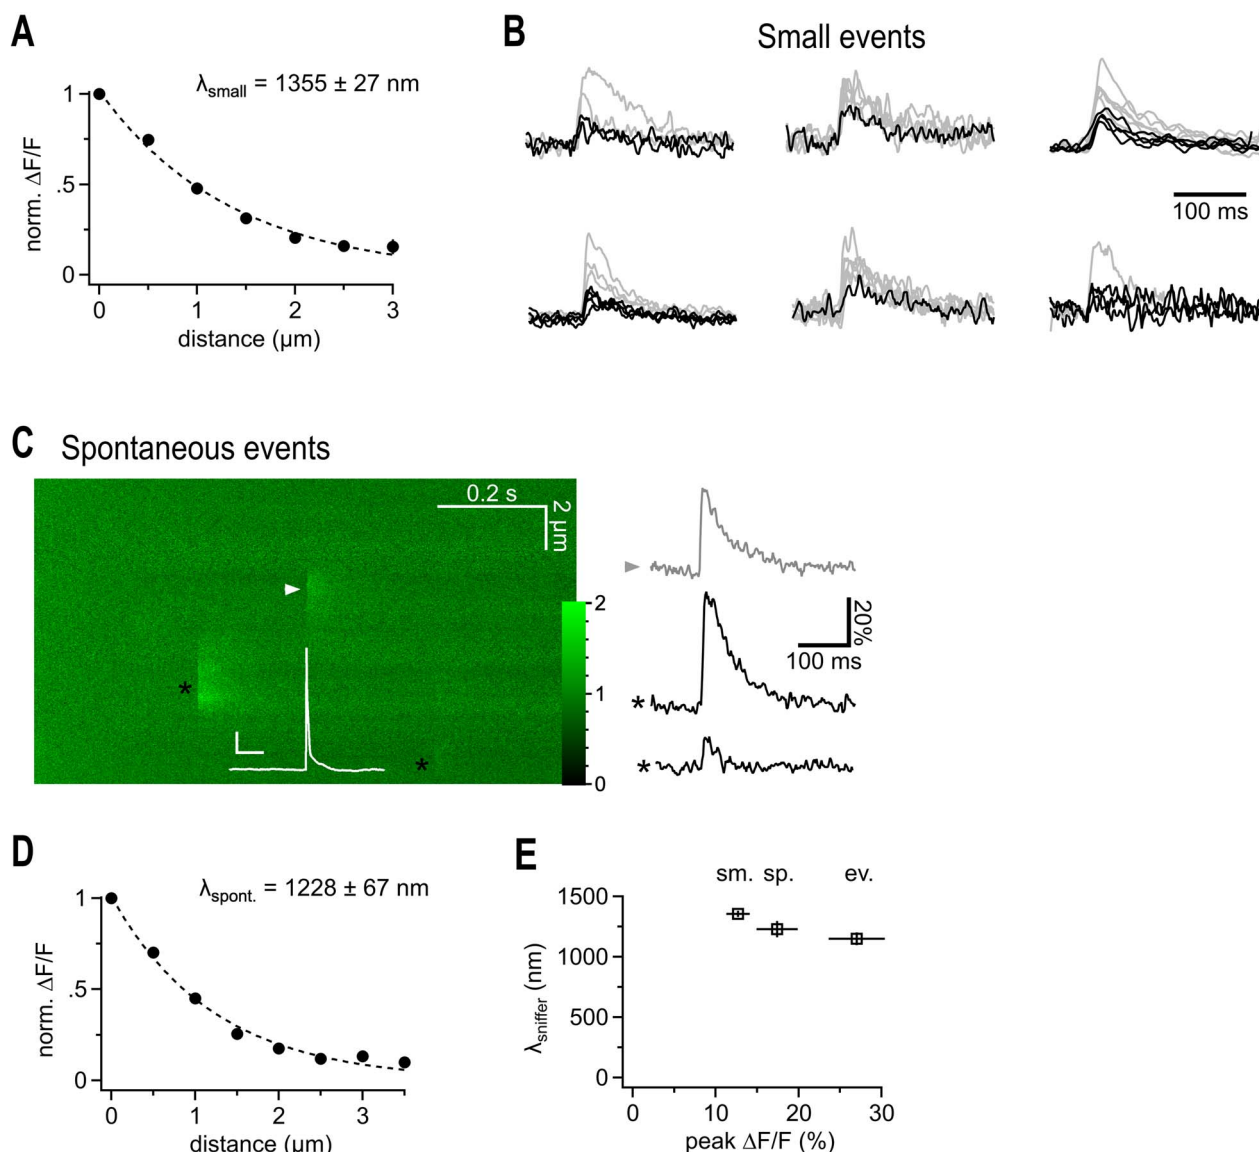 A
λsmall = 1355 ± 27 nm
norm. ΔF/F
1
.5
0
0
1
2
3
distance (µm)
B
Small events
100 ms
C
Spontaneous events
0.2 s
2 µm
*
*
2
1
0
20%
100 ms
*
*
D
λspont. = 1228 ± 67 nm
norm. ΔF/F
1
.5
0
0
1
2
3
distance (µm)
E
sm. sp. ev.
λsniffer (nm)
1500
1000
500
0
0
10
20
30
peak ΔF/F (%)